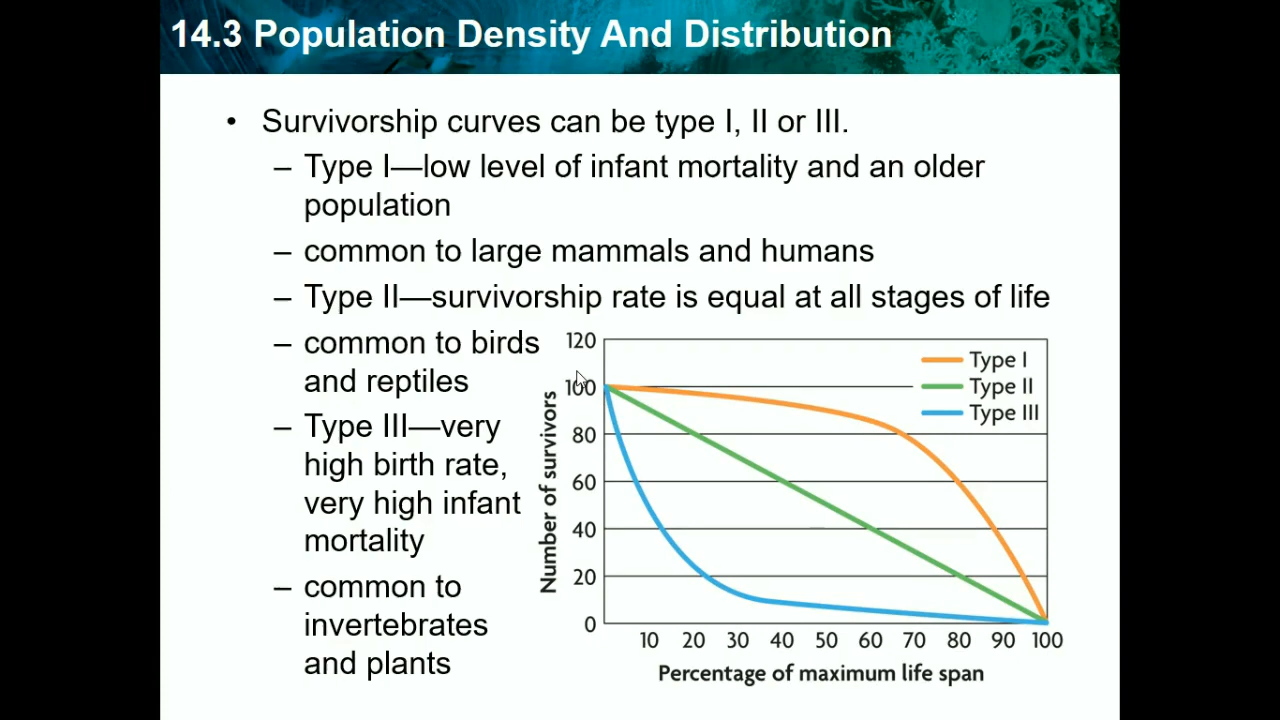 14.3 Population Density And Distribution
• Survivorship curves can be type I, II or III.
– Type I—low level of infant mortality and an older
population
– common to large mammals and humans
– Type II—survivorship rate is equal at all stages of life
– common to birds
and reptiles
– Type III—very
high birth rate,
very high infant
mortality
– common to
invertebrates
and plants
Number of survivors
120
100
80
60
40
20
0
Type I
Type II
Type III
10 20 30 40 50 60 70 80 90 100
Percentage of maximum life span